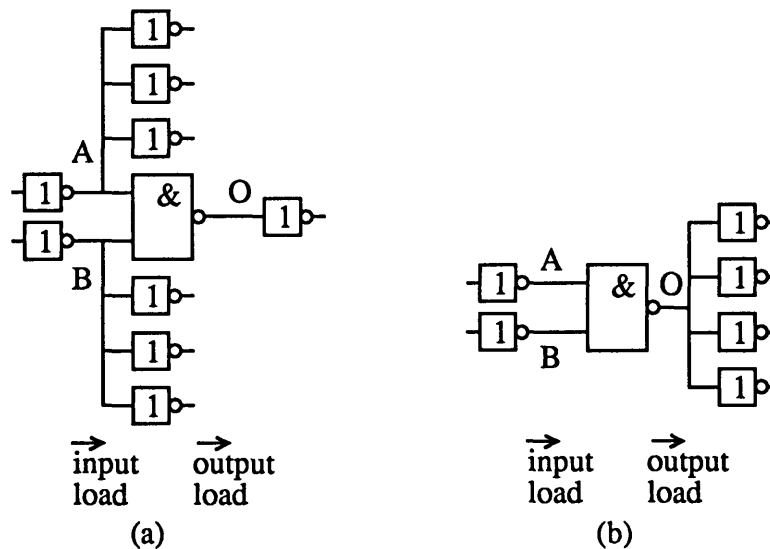 1
1
1
A
1 & O 1
1
B
1
1
1
input load
output load
(a)
1
A & O 1
1 1
1 B 1
1
input load
output load
(b)